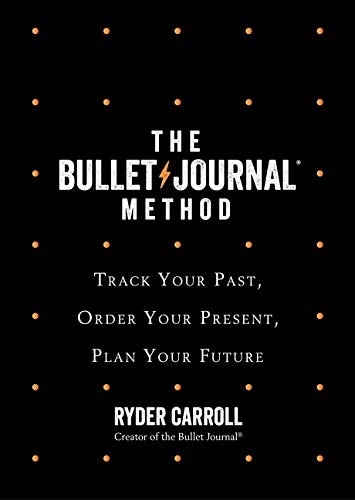 THE
BULLET JOURNAL®
METHOD
TRACK YOUR PAST,
ORDER YOUR PRESENT,
PLAN YOUR FUTURE
RYDER CARROLL
Creator of the Bullet Journal®